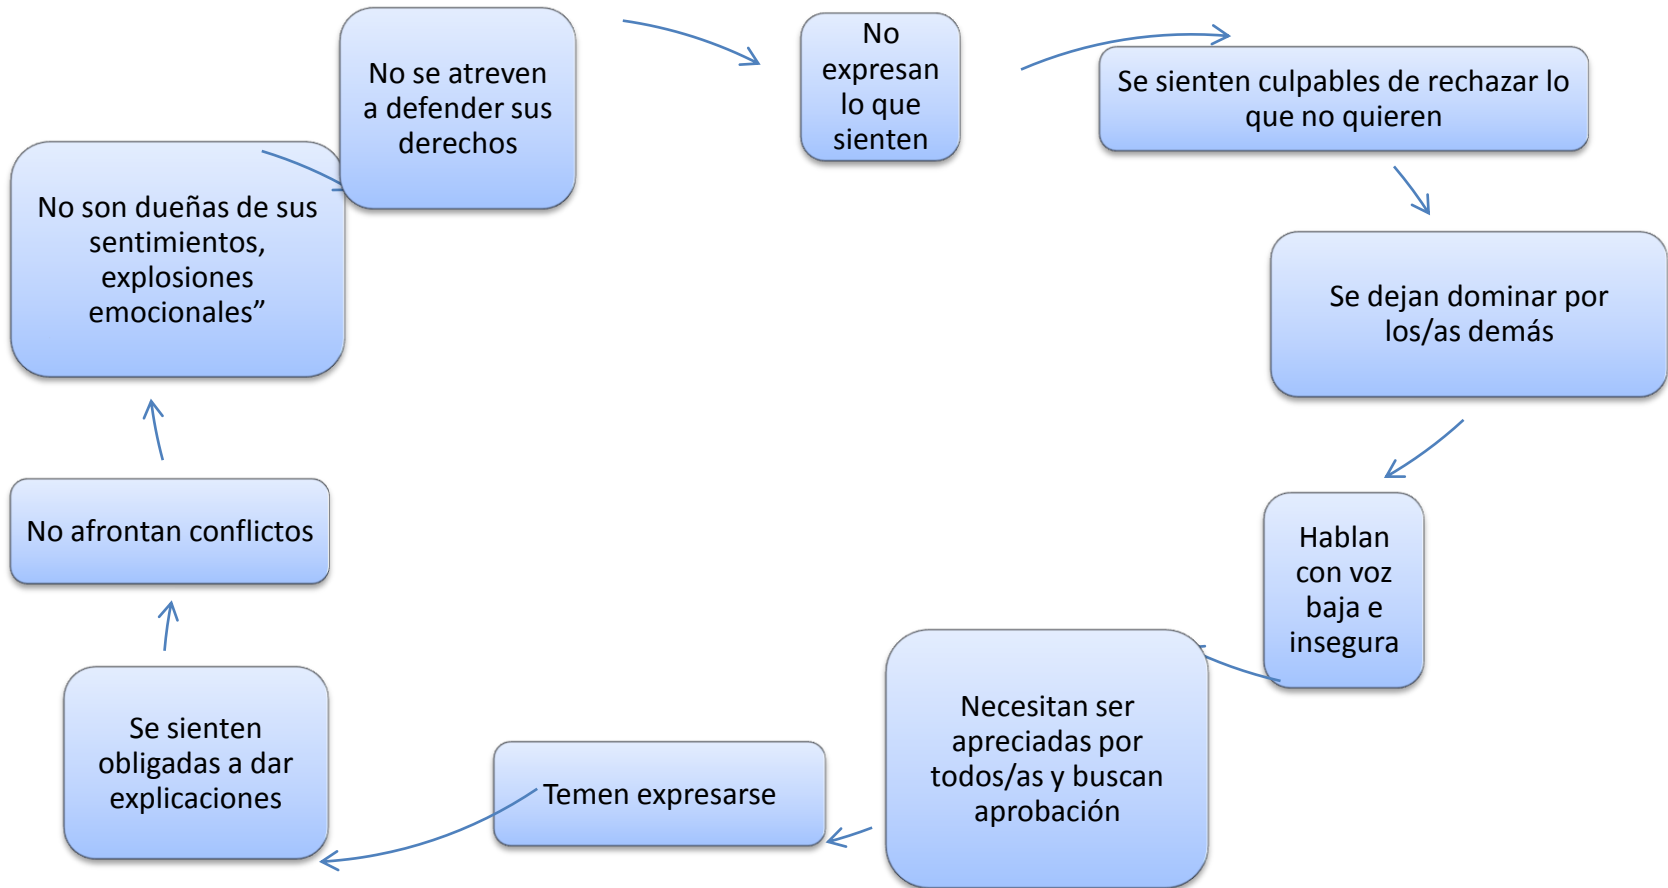 No se atreven
a defender sus
derechos
No
expresan
lo que
sienten
Se sienten culpables de rechazar lo
que no quieren
Se dejan dominar por
los/as demás
Hablan
con voz
baja e
insegura
Necesitan ser
apreciadas por
todos/as y buscan
aprobación
Temen expresarse
Se sienten
obligadas a dar
explicaciones
No afrontan conflictos
No son dueñas de sus
sentimientos,
explosiones
emocionales”